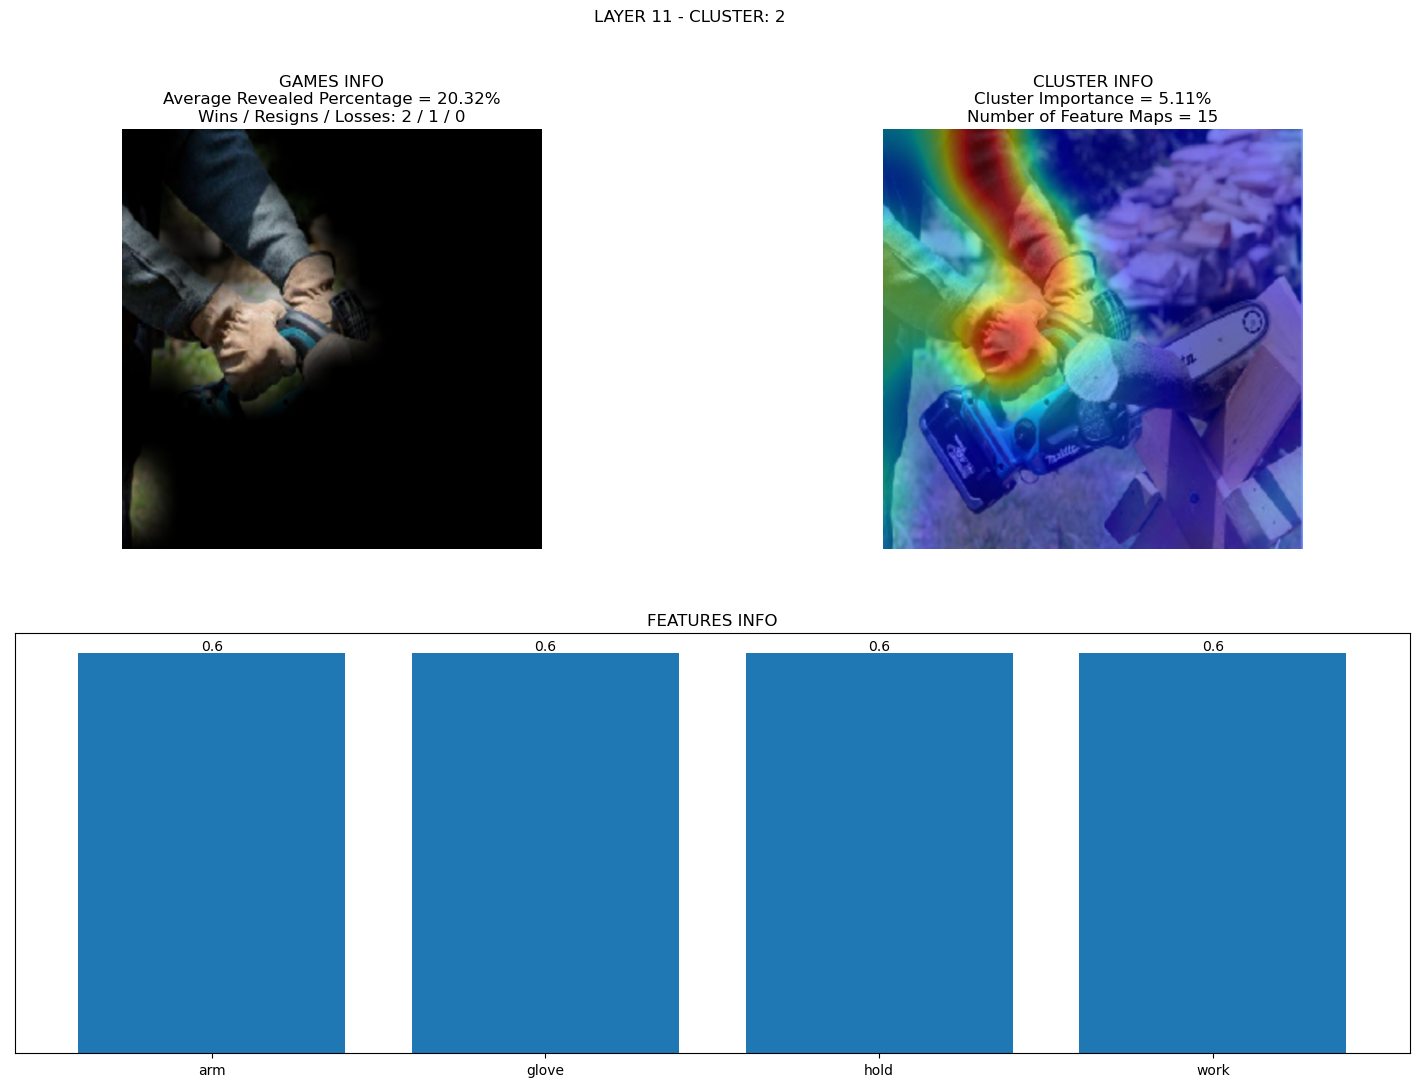 LAYER 11 - CLUSTER: 2
GAMES INFO
Average Revealed Percentage = 20.32%
Wins / Resigns / Losses: 2 / 1 / 0
CLUSTER INFO
Cluster Importance = 5.11%
Number of Feature Maps = 15
makita
FEATURES INFO
0.6 0.6 0.6 0.6
arm glove hold work